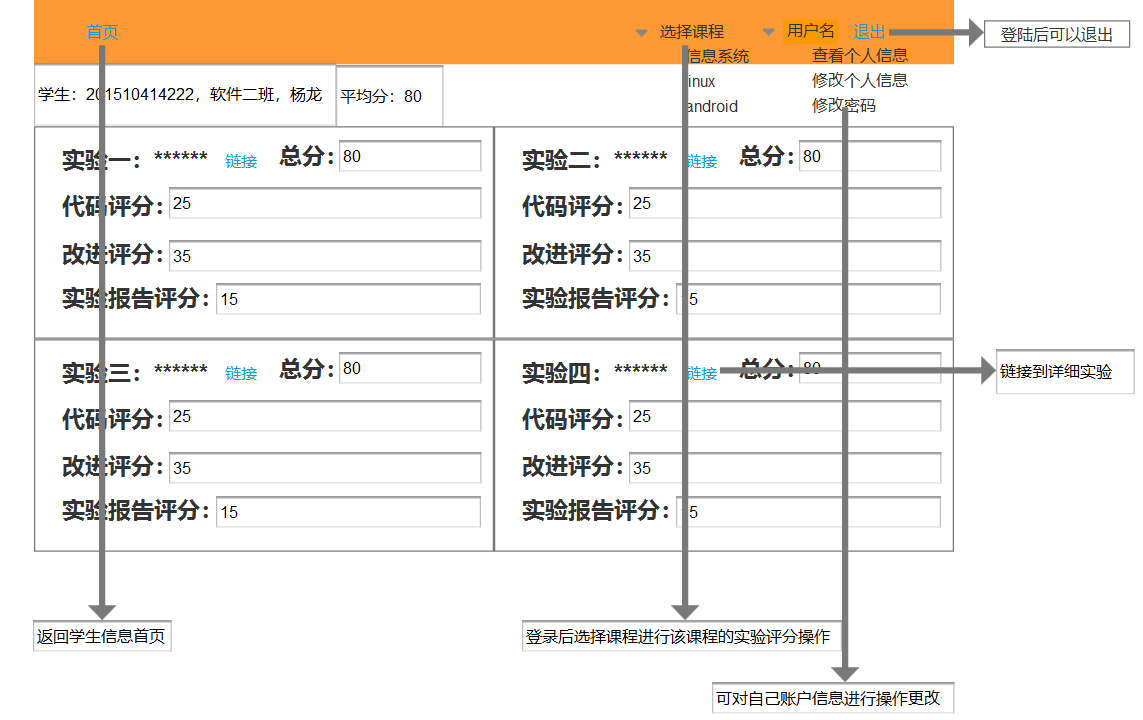 首页 选择课程 用户名 退出
登陆后可以退出
信息系统 查看个人信息
inux 修改个人信息
android 修改密码
学生：201510414222，软件二班，杨龙 平均分：80
实验一：****** 链接 总分：80
代码评分：25
改进评分：35
实验报告评分：15
实验二：****** 链接 总分：80
代码评分：25
改进评分：35
实验报告评分：15
实验三：****** 链接 总分：80
代码评分：25
改进评分：35
实验报告评分：15
实验四：****** 链接 总分：80
代码评分：25
改进评分：35
实验报告评分：15
链接到详细实验
返回学生信息首页
登录后选择课程进行该课程的实验评分操作
可对自己账户信息进行操作更改